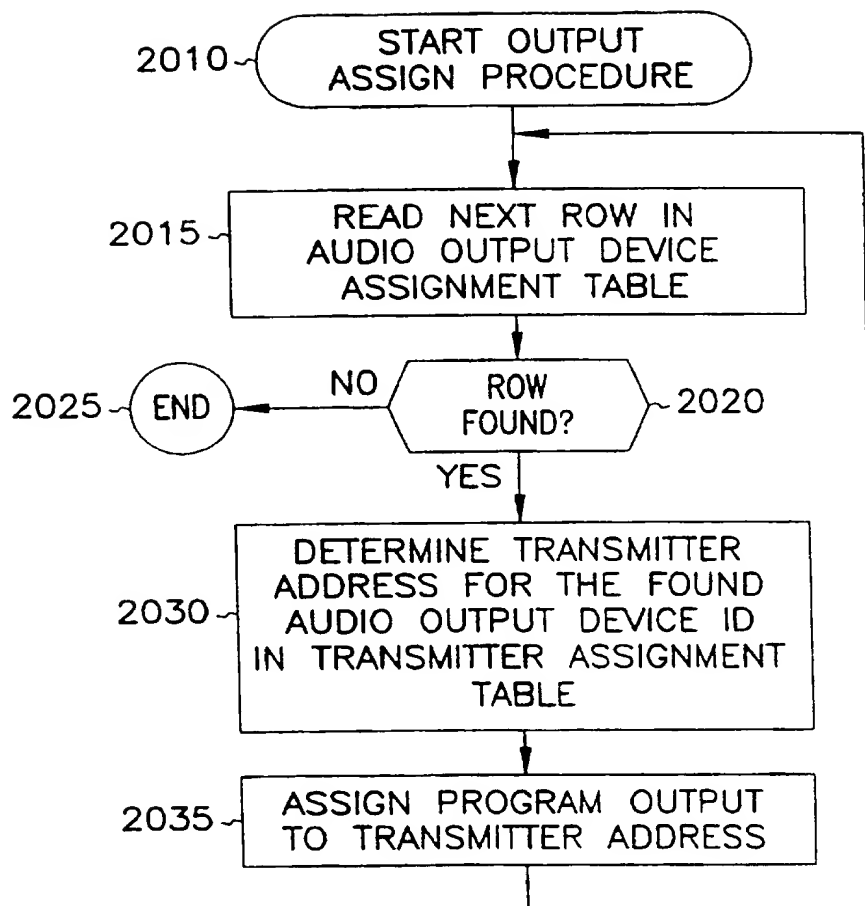 2010
START OUTPUT
ASSIGN PROCEDURE
2015
READ NEXT ROW IN
AUDIO OUTPUT DEVICE
ASSIGNMENT TABLE
2025
END
NO
ROW
FOUND?
2020
YES
2030
DETERMINE TRANSMITTER
ADDRESS FOR THE FOUND
AUDIO OUTPUT DEVICE ID
IN TRANSMITTER ASSIGNMENT
TABLE
2035
ASSIGN PROGRAM OUTPUT
TO TRANSMITTER ADDRESS